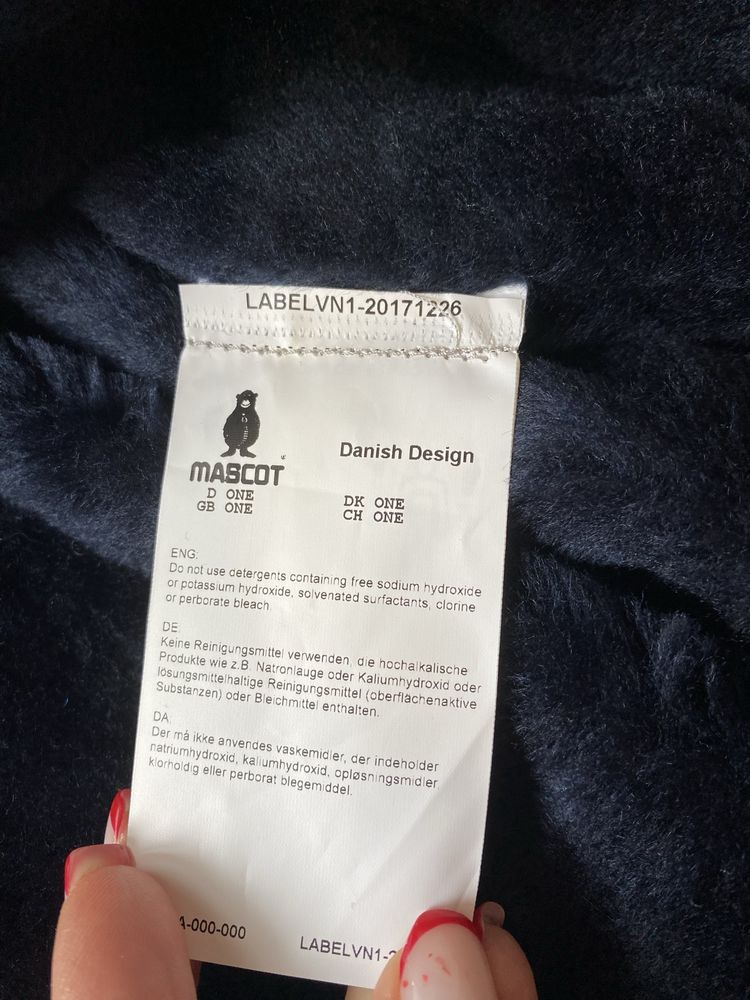 LABELVN1-20171226
MASCOT
Danish Design
D ONE
GB ONE
DK ONE
CH ONE
ENG:
Do not use detergents containing free sodium hydroxide
or potassium hydroxide, solvenated surfactants, clorine
or perborate bleach
DE:
Keine Reinigungsmittel verwenden, die hochalkalische
Produkte wie z.B. Natronlauge oder Kaliumhydroxid oder
lösungsmittelhaltige Reinigungsmittel (oberflächenaktive
Substanzen) oder Bleichmittel enthalten.
DA:
Der må ikke anvendes vaskemidler, der indeholder
natriumhydroxid, kaliumhydroxid, opløsningsmidler
klorholdig eller perborat blegemiddel.
A-000-000
LABELVN1-